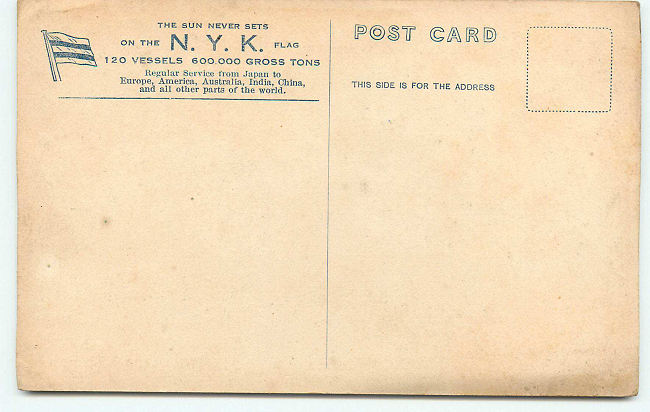 THE SUN NEVER SETS
ON THE N. Y. K. FLAG
120 VESSELS 600.000 GROSS TONS
Regular Service from Japan to
Europe, America, Australia, India, China,
and all other parts of the world.
POST CARD
THIS SIDE IS FOR THE ADDRESS